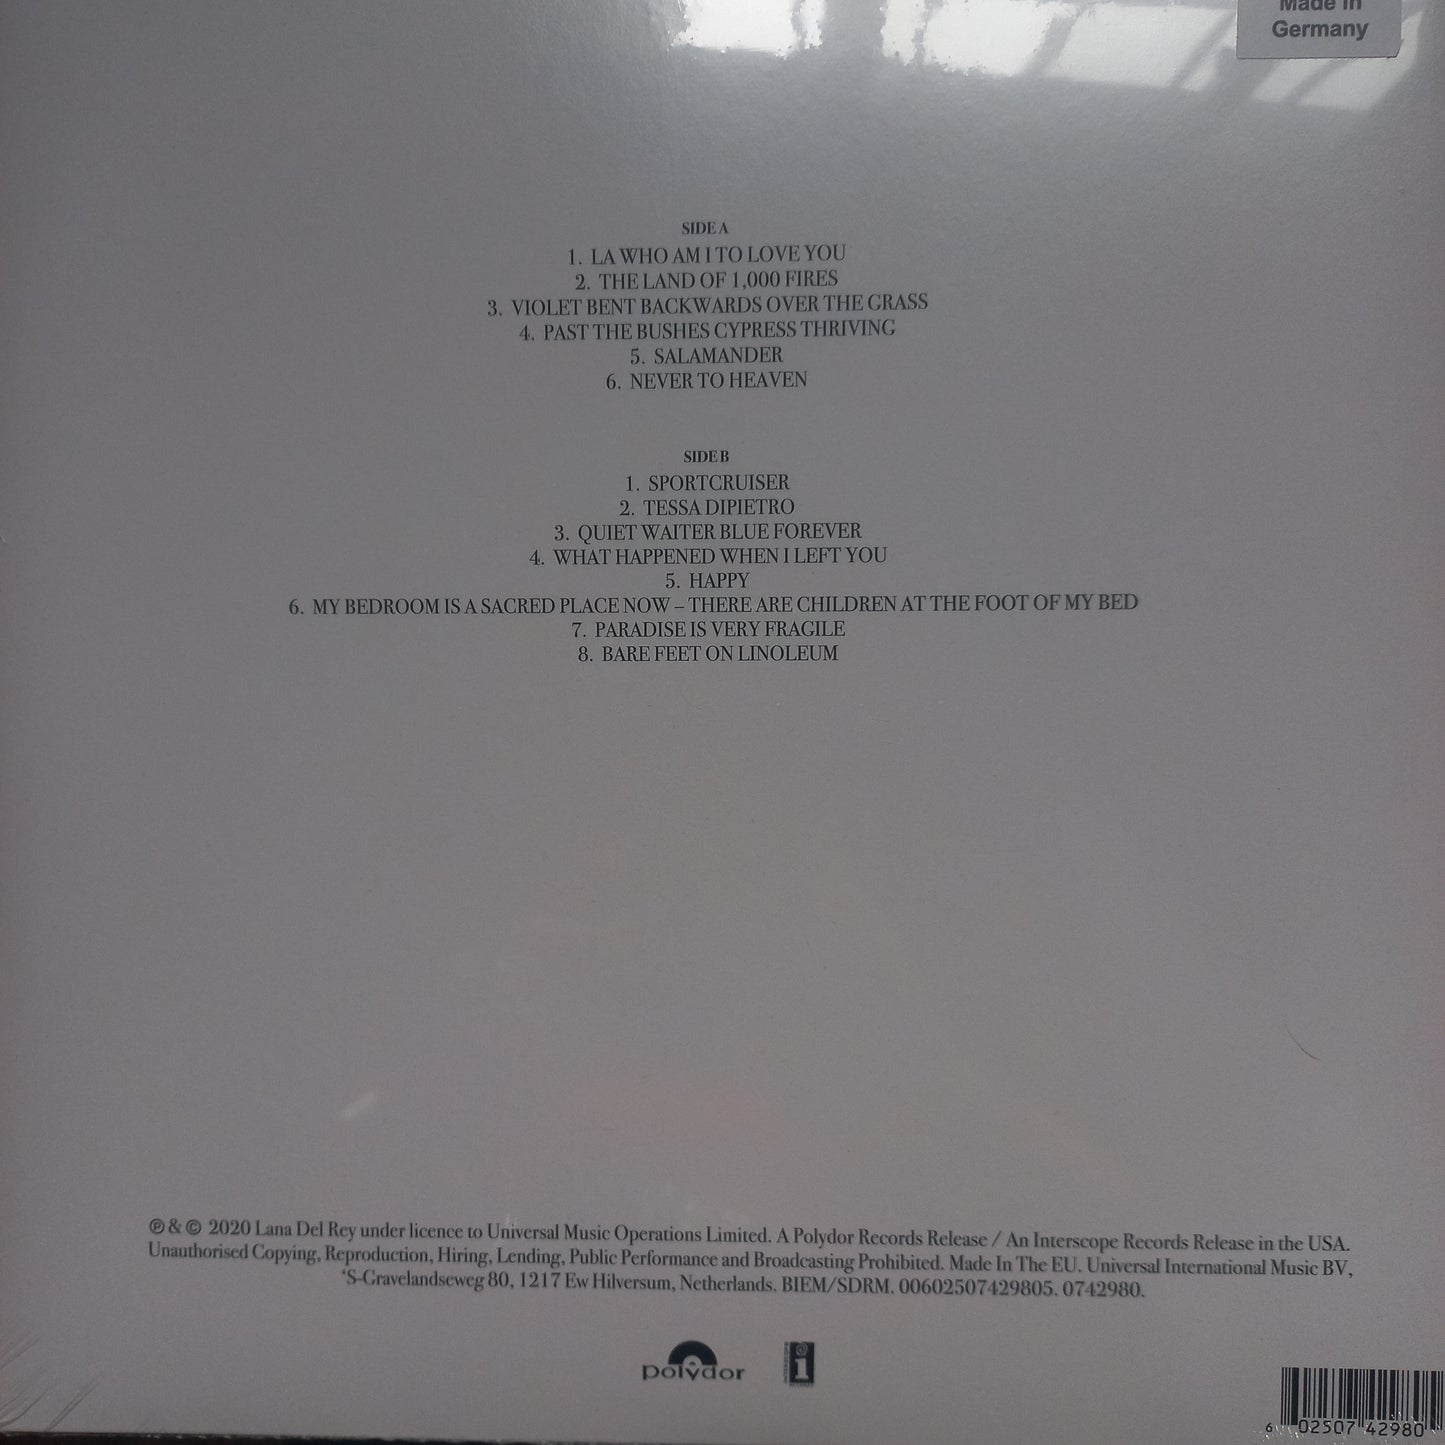 Made in
Germany
SIDE A
1. LA WHO AM I TO LOVE YOU
2. THE LAND OF 1,000 FIRES
3. VIOLET BENT BACKWARDS OVER THE GRASS
4. PAST THE BUSHES CYPRESS THRIVING
5. SALAMANDER
6. NEVER TO HEAVEN
SIDE B
1. SPORTCRUISER
2. TESSA DIPIETRO
3. QUIET WAITER BLUE FOREVER
4. WHAT HAPPENED WHEN I LEFT YOU
5. HAPPY
6. MY BEDROOM IS A SACRED PLACE NOW – THERE ARE CHILDREN AT THE FOOT OF MY BED
7. PARADISE IS VERY FRAGILE
8. BARE FEET ON LINOLEUM
℗ & © 2020 Lana Del Rey under licence to Universal Music Operations Limited. A Polydor Records Release / An Interscope Records Release in the USA.
Unauthorised Copying, Reproduction, Hiring, Lending, Public Performance and Broadcasting Prohibited. Made In The EU. Universal International Music BV,
‘S-Gravelandseweg 80, 1217 Ew Hilversum, Netherlands. BIEM/SDRM. 00602507429805. 0742980.
polydor
i
6 02507 42980